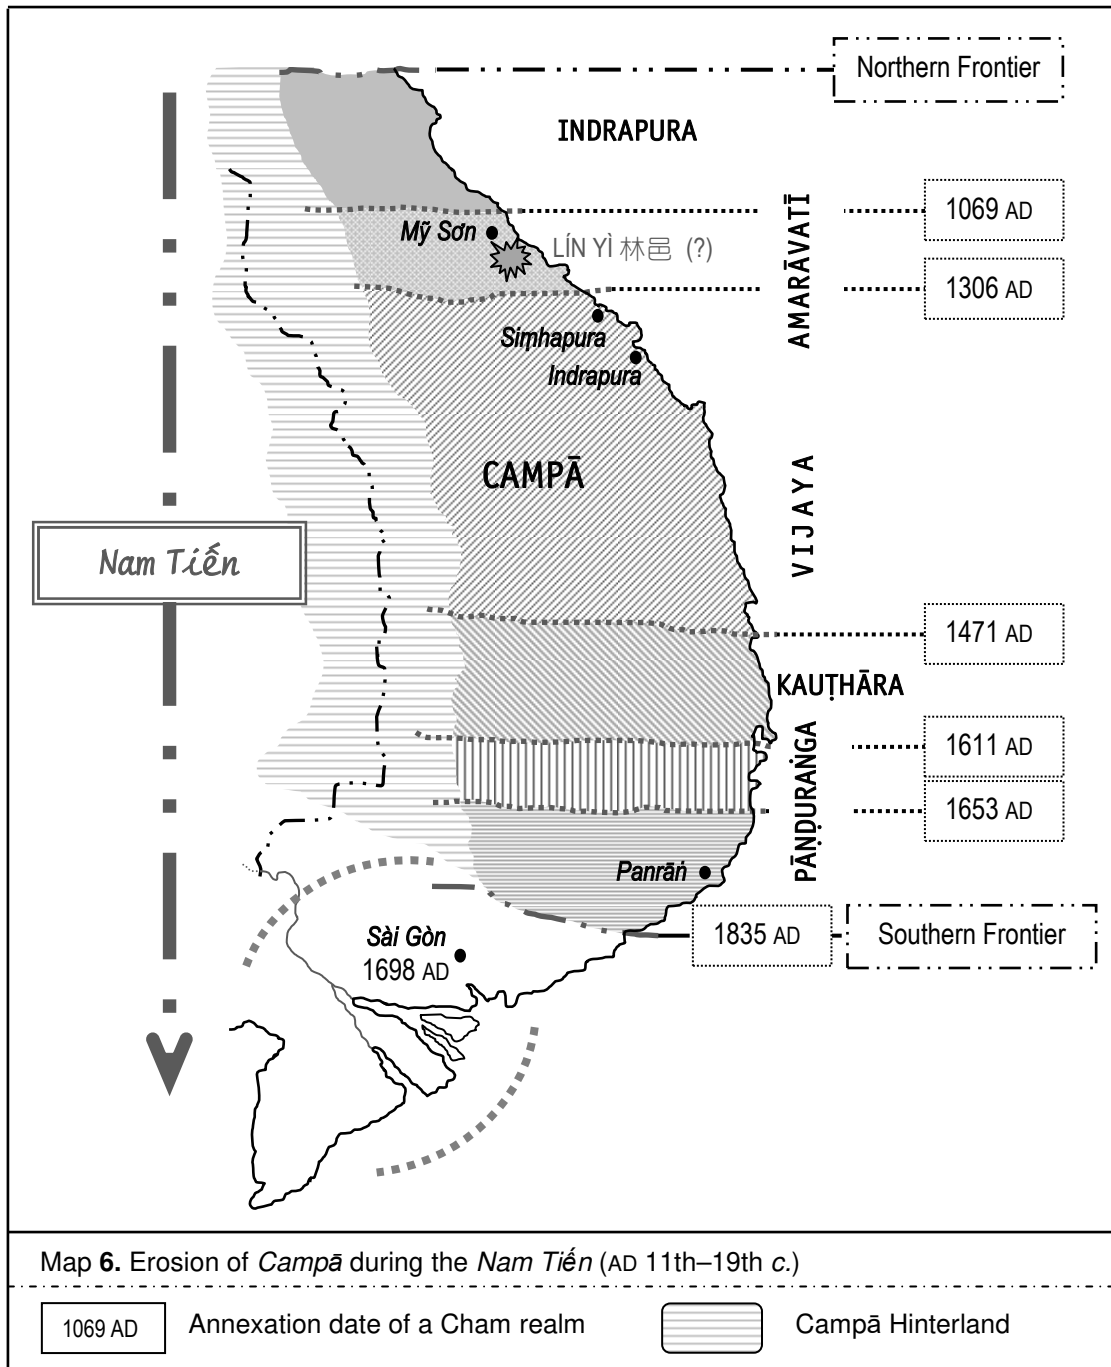 Northern Frontier
INDRAPURA
AMARĀVATĪ
1069 AD
Mỹ Sơn
LÍN YÌ 林邑 (?)
1306 AD
Siṃhapura
Indrapura
CAMPĀ
VIJAYA
Nam Tiến
1471 AD
KAUṬHĀRA
PĀṆḌURAṄGA
1611 AD
1653 AD
Panrāṅ
1835 AD
Southern Frontier
Sài Gòn
1698 AD
Map 6. Erosion of Campā during the Nam Tiến (AD 11th–19th c.)
1069 AD
Annexation date of a Cham realm
Campā Hinterland